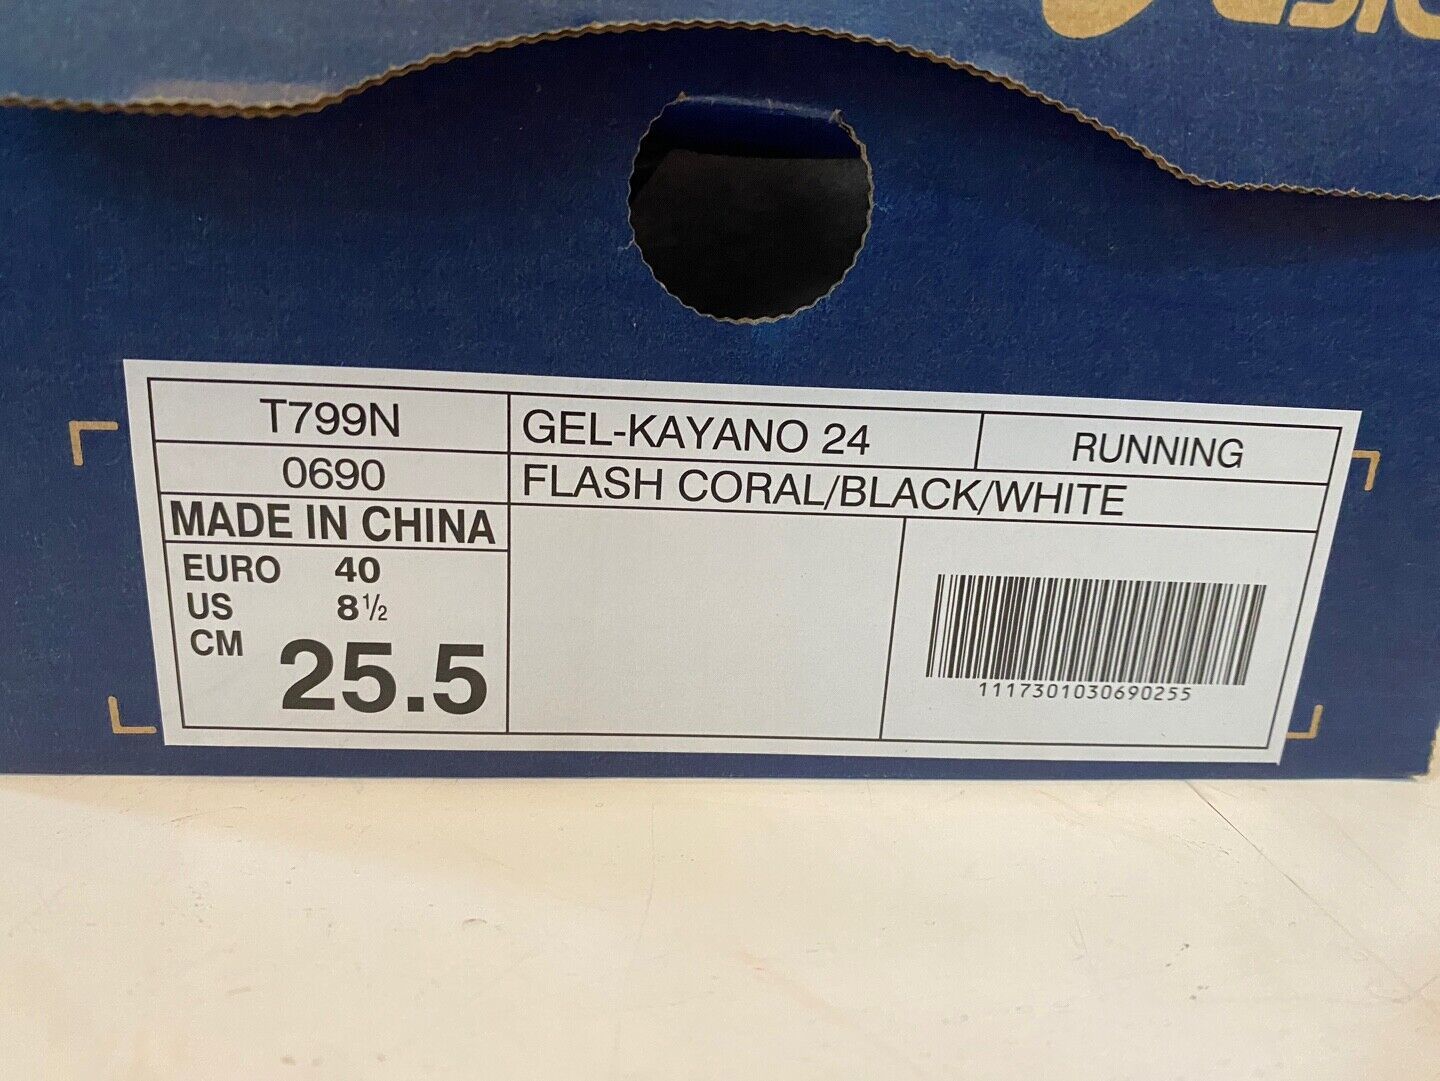 asics
T799N
GEL-KAYANO 24
RUNNING
0690
FLASH CORAL/BLACK/WHITE
MADE IN CHINA
EURO 40
US 8½
CM 25.5
1117301030690255